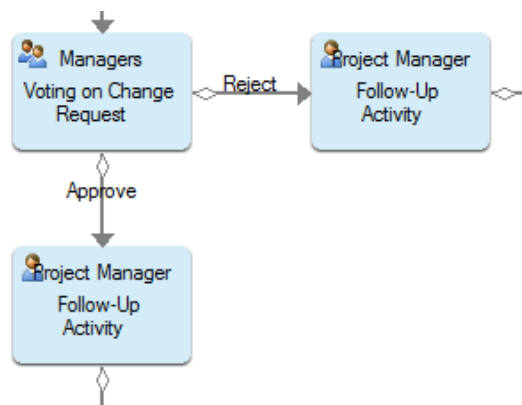 Managers
Voting on Change
Request
Reject
Project Manager
Follow-Up
Activity
Approve
Project Manager
Follow-Up
Activity